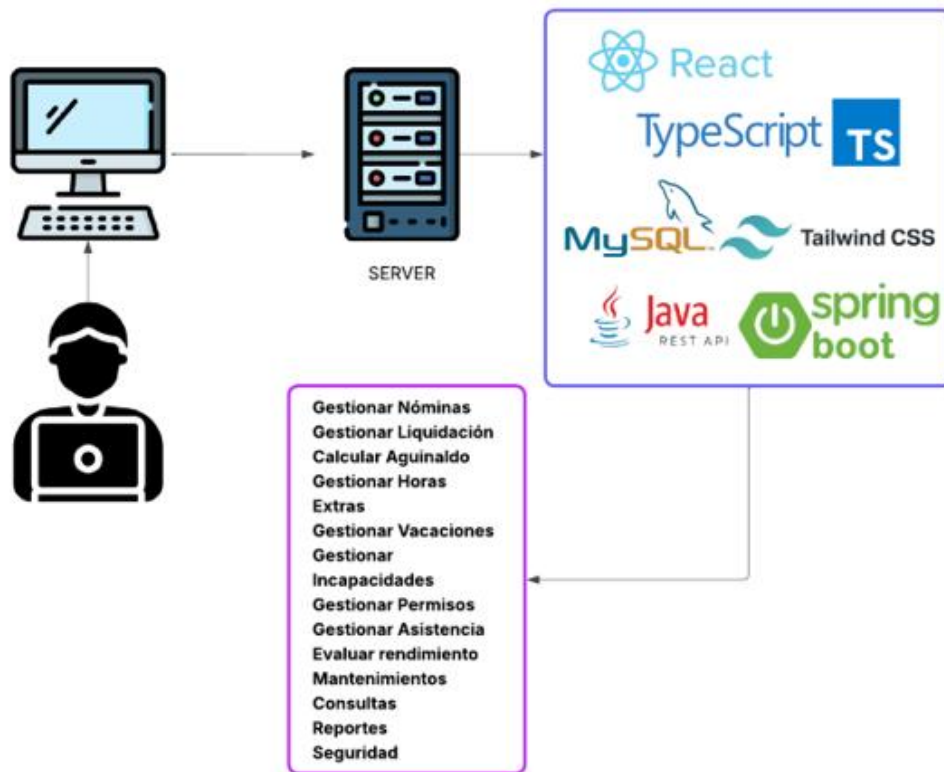 React
TypeScript TS
MySQL Tailwind CSS
Java
REST API
spring
boot
SERVER
Gestionar Nóminas
Gestionar Liquidación
Calcular Aguinaldo
Gestionar Horas
Extras
Gestionar Vacaciones
Gestionar
Incapacidades
Gestionar Permisos
Gestionar Asistencia
Evaluar rendimiento
Mantenimientos
Consultas
Reportes
Seguridad